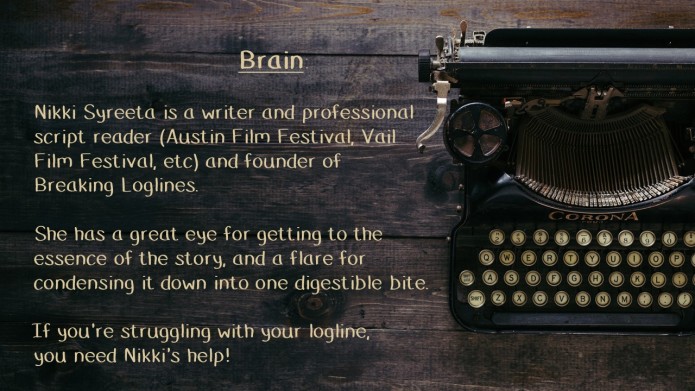 Brain
Nikki Syreeta is a writer and professional
script reader (Austin Film Festival, Vail
Film Festival, etc) and founder of
Breaking Loglines.
She has a great eye for getting to the
essence of the story, and a flare for
condensing it down into one digestible bite.
If you're struggling with your logline,
you need Nikki's help!
CORONA
Q W E R T Y U I O P
A S D F G H J K L
SHIFT Z X C V B N M